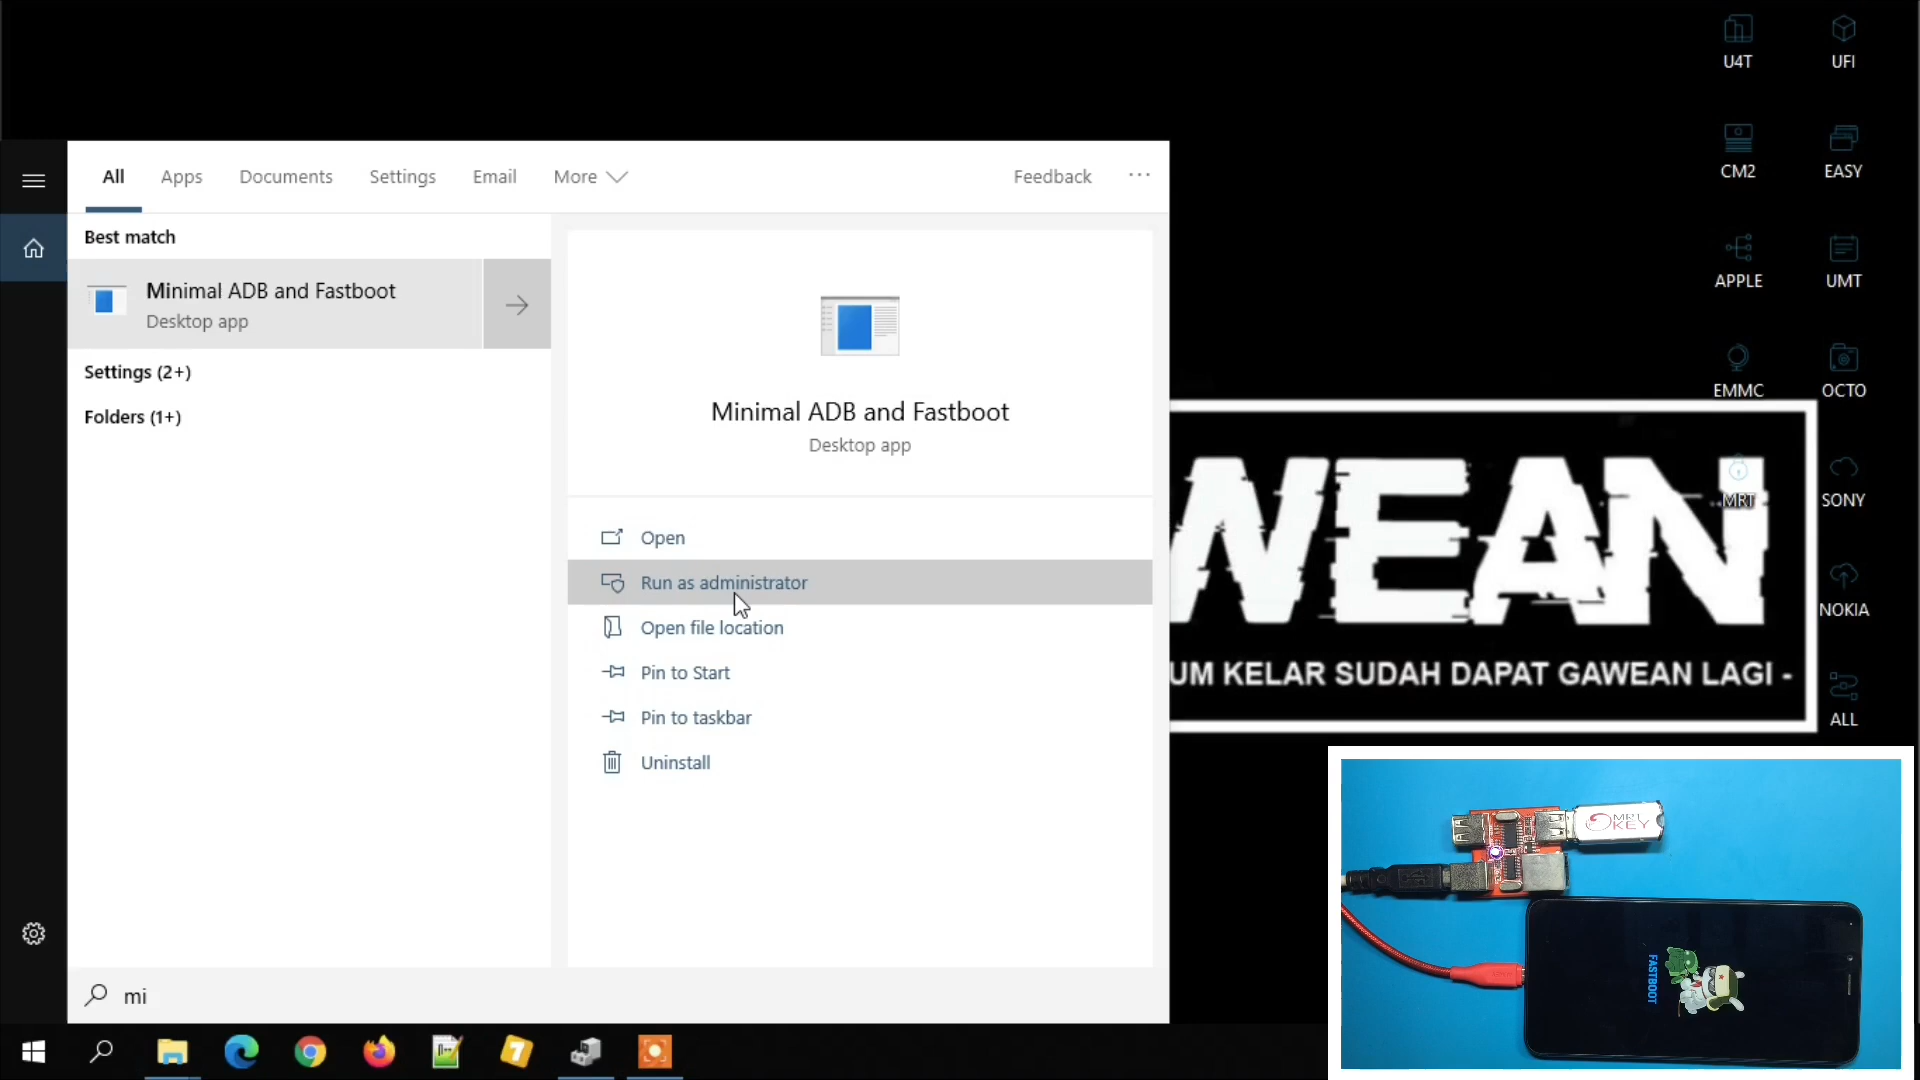 U4T
UFI
CM2
EASY
APPLE
UMT
EMMC
OCTO
MRT
SONY
NOKIA
ALL
All
Apps
Documents
Settings
Email
More
Feedback
Best match
Minimal ADB and Fastboot
Desktop app
Settings (2+)
Folders (1+)
Minimal ADB and Fastboot
Desktop app
Open
Run as administrator
Open file location
Pin to Start
Pin to taskbar
Uninstall
mi
WEAN
UM KELAR SUDAH DAPAT GAWEAN LAGI -
MRT
KEY
FASTBOOT